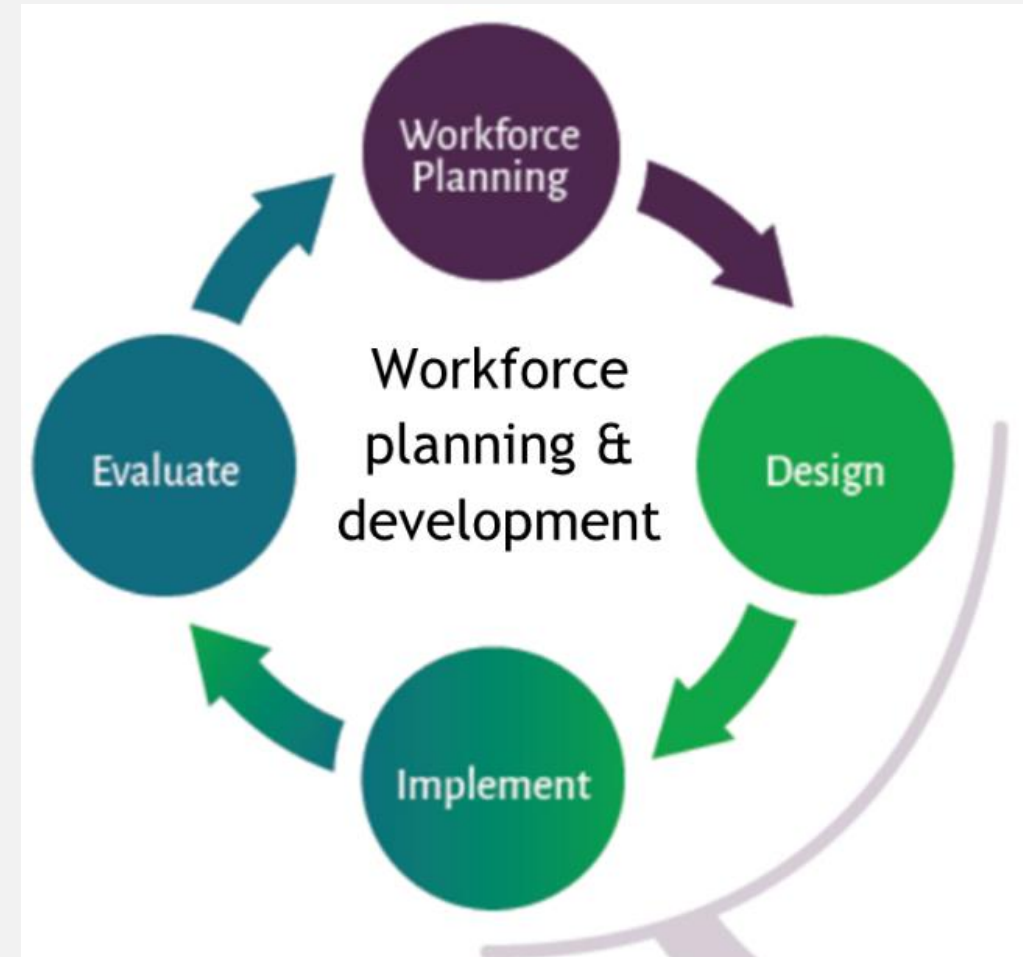 Workforce
Planning
Workforce
planning &
development
Evaluate
Design
Implement